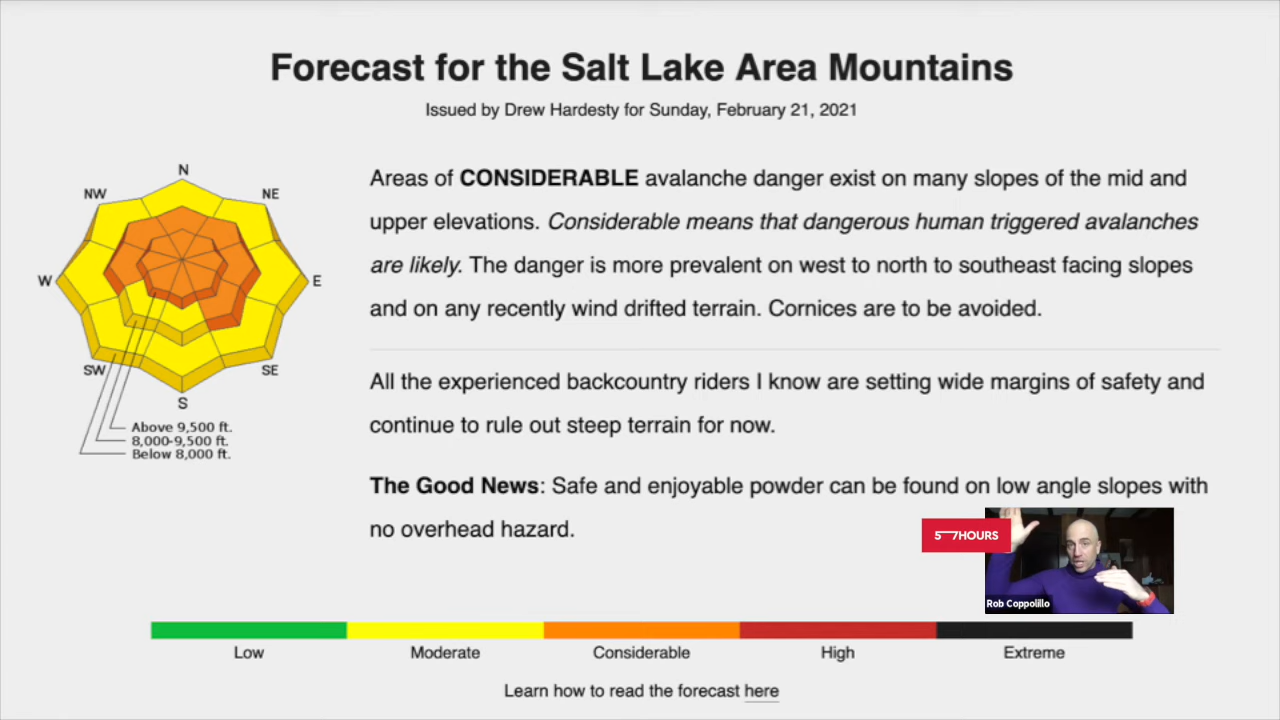 Forecast for the Salt Lake Area Mountains
Issued by Drew Hardesty for Sunday, February 21, 2021
N
NW
NE
W
E
SW
SE
S
Above 9,500 ft.
8,000-9,500 ft.
Below 8,000 ft.
Areas of CONSIDERABLE avalanche danger exist on many slopes of the mid and
upper elevations. Considerable means that dangerous human triggered avalanches
are likely. The danger is more prevalent on west to north to southeast facing slopes
and on any recently wind drifted terrain. Cornices are to be avoided.
All the experienced backcountry riders I know are setting wide margins of safety and
continue to rule out steep terrain for now.
The Good News: Safe and enjoyable powder can be found on low angle slopes with
no overhead hazard.
57HOURS
Rob Coppolillo
Low
Moderate
Considerable
High
Extreme
Learn how to read the forecast here